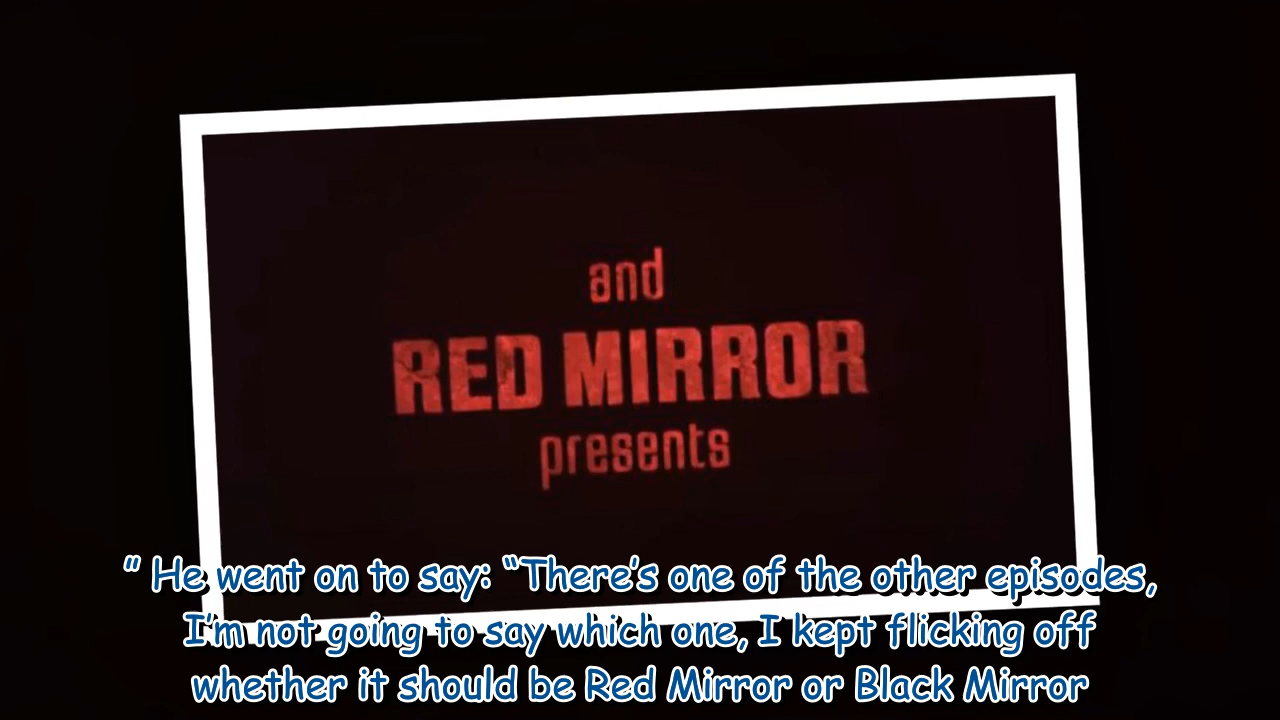 and
RED MIRROR
presents
” He went on to say: “There’s one of the other episodes,
I’m not going to say which one, I kept flicking off
whether it should be Red Mirror or Black Mirror